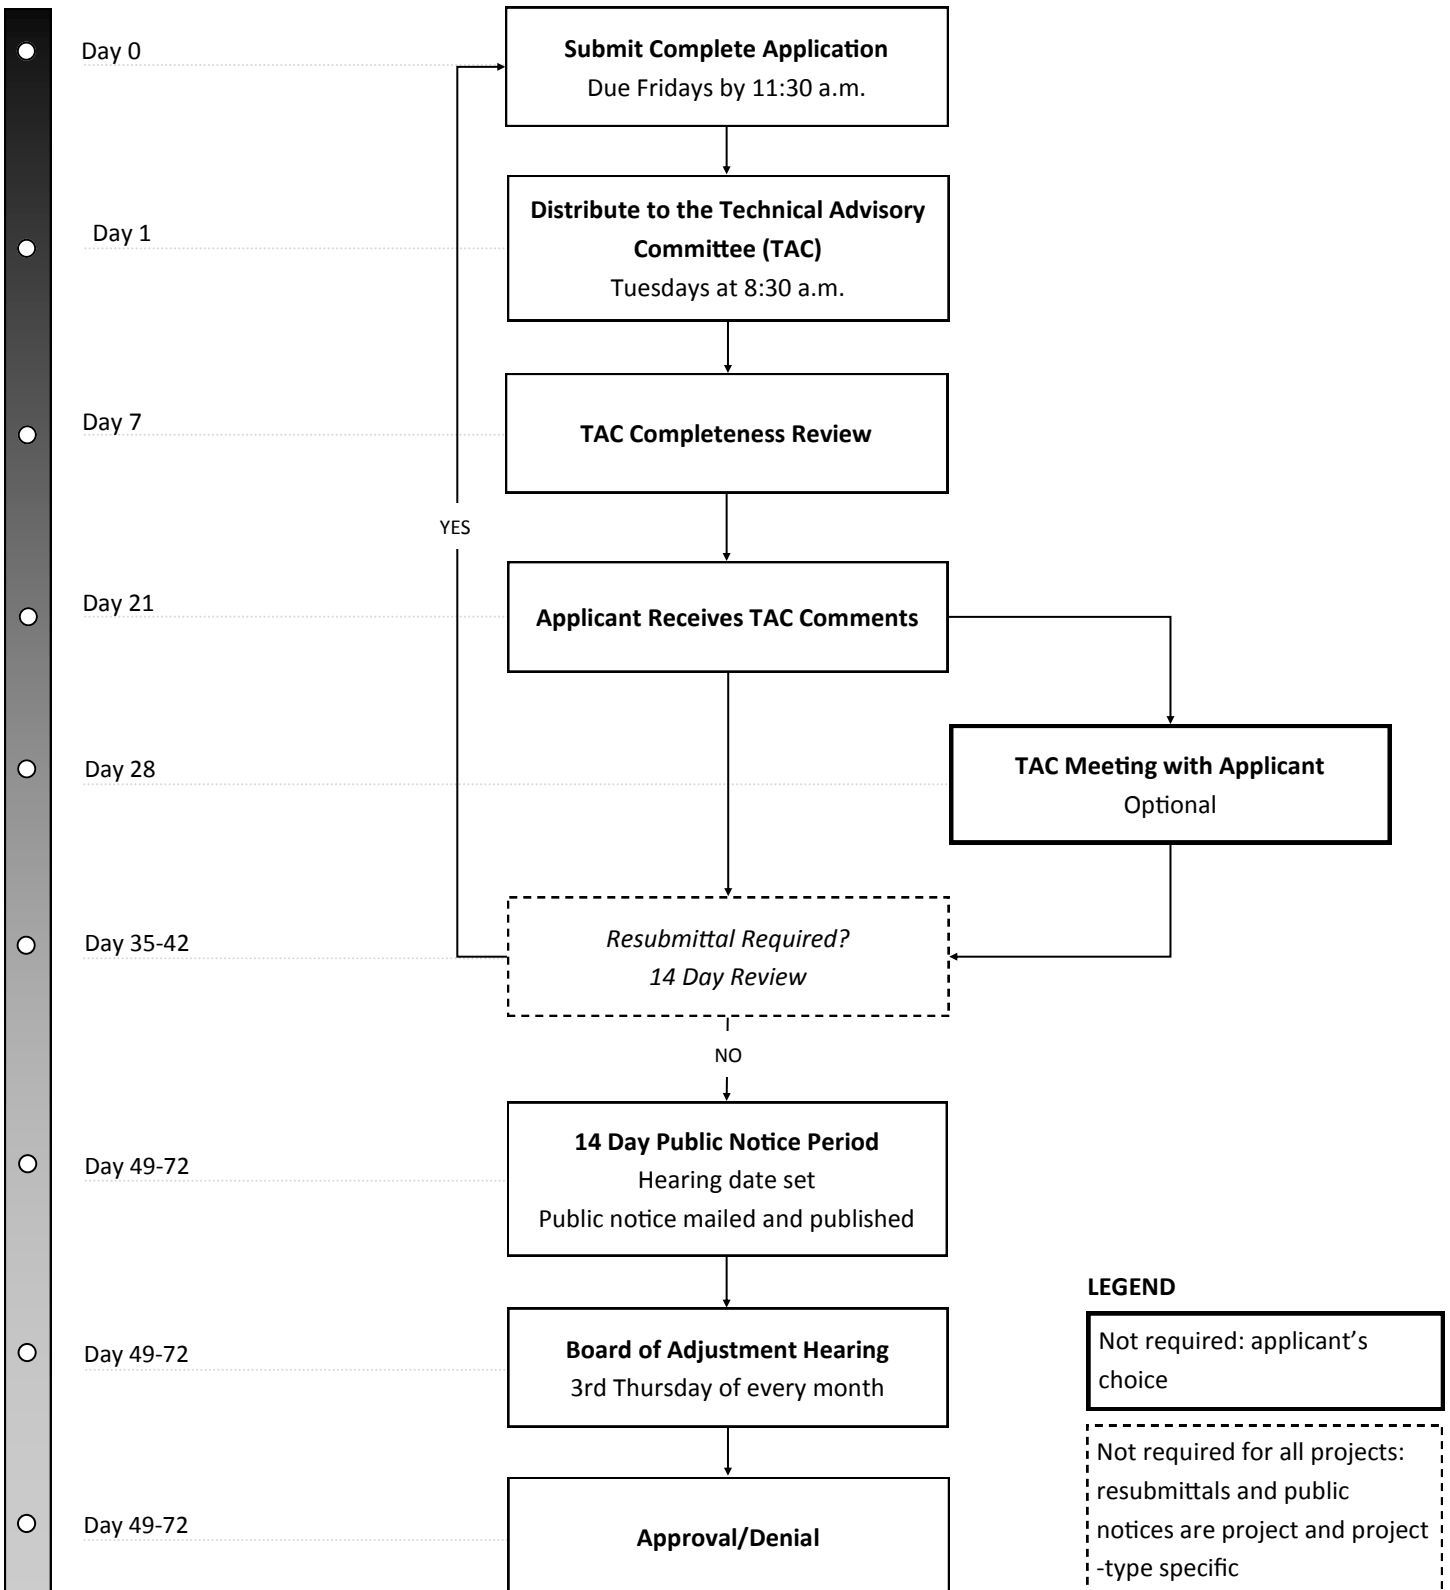 Day 0
Submit Complete Application
Due Fridays by 11:30 a.m.
Day 1
Distribute to the Technical Advisory
Committee (TAC)
Tuesdays at 8:30 a.m.
Day 7
TAC Completeness Review
YES
Day 21
Applicant Receives TAC Comments
Day 28
TAC Meeting with Applicant
Optional
Day 35-42
Resubmittal Required?
14 Day Review
NO
Day 49-72
14 Day Public Notice Period
Hearing date set
Public notice mailed and published
Day 49-72
Board of Adjustment Hearing
3rd Thursday of every month
Day 49-72
Approval/Denial
LEGEND
Not required: applicant’s
choice
Not required for all projects:
resubmittals and public
notices are project and project
-type specific